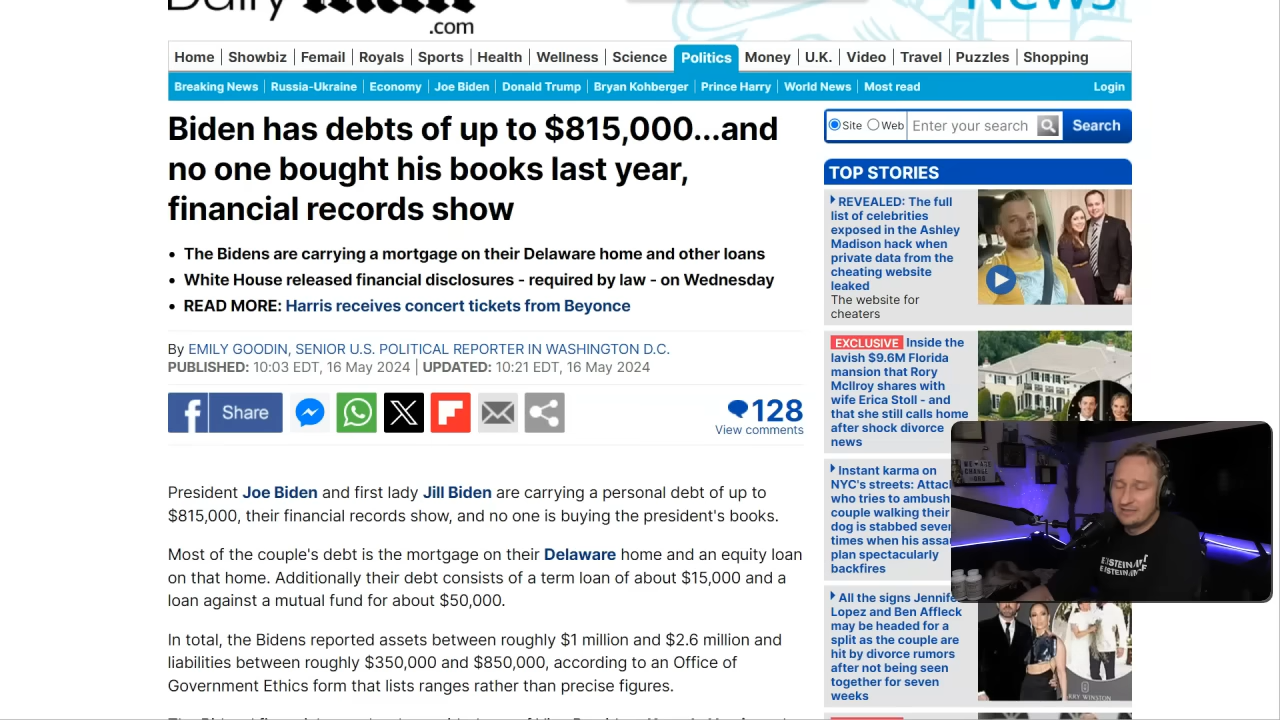 .com
News
Home
Showbiz
Femail
Royals
Sports
Health
Wellness
Science
Politics
Money
U.K.
Video
Travel
Puzzles
Shopping
Breaking News
Russia-Ukraine
Economy
Joe Biden
Donald Trump
Bryan Kohberger
Prince Harry
World News
Most read
Login
Biden has debts of up to $815,000...and
no one bought his books last year,
financial records show
• The Bidens are carrying a mortgage on their Delaware home and other loans
• White House released financial disclosures - required by law - on Wednesday
• READ MORE: Harris receives concert tickets from Beyonce
By EMILY GOODIN, SENIOR U.S. POLITICAL REPORTER IN WASHINGTON D.C.
PUBLISHED: 10:03 EDT, 16 May 2024 | UPDATED: 10:21 EDT, 16 May 2024
Share
128
View comments
President Joe Biden and first lady Jill Biden are carrying a personal debt of up to
$815,000, their financial records show, and no one is buying the president's books.
Most of the couple's debt is the mortgage on their Delaware home and an equity loan
on that home. Additionally their debt consists of a term loan of about $15,000 and a
loan against a mutual fund for about $50,000.
In total, the Bidens reported assets between roughly $1 million and $2.6 million and
liabilities between roughly $350,000 and $850,000, according to an Office of
Government Ethics form that lists ranges rather than precise figures.
Site
Web
Enter your search
Search
TOP STORIES
REVEALED: The full
list of celebrities
exposed in the Ashley
Madison hack when
private data from the
cheating website
leaked
The website for
cheaters
EXCLUSIVE Inside the
lavish $9.6M Florida
mansion that Rory
McIlroy shares with
wife Erica Stoll - and
that she still calls home
after shock divorce
news
Instant karma on
NYC's streets: Attac
who tries to ambush
couple walking their
dog is stabbed seve
times when his assa
plan spectacularly
backfires
All the signs Jennife
Lopez and Ben Affleck
may be headed for a
split as the couple are
hit by divorce rumors
after not being seen
together for seven
weeks
WINSTON